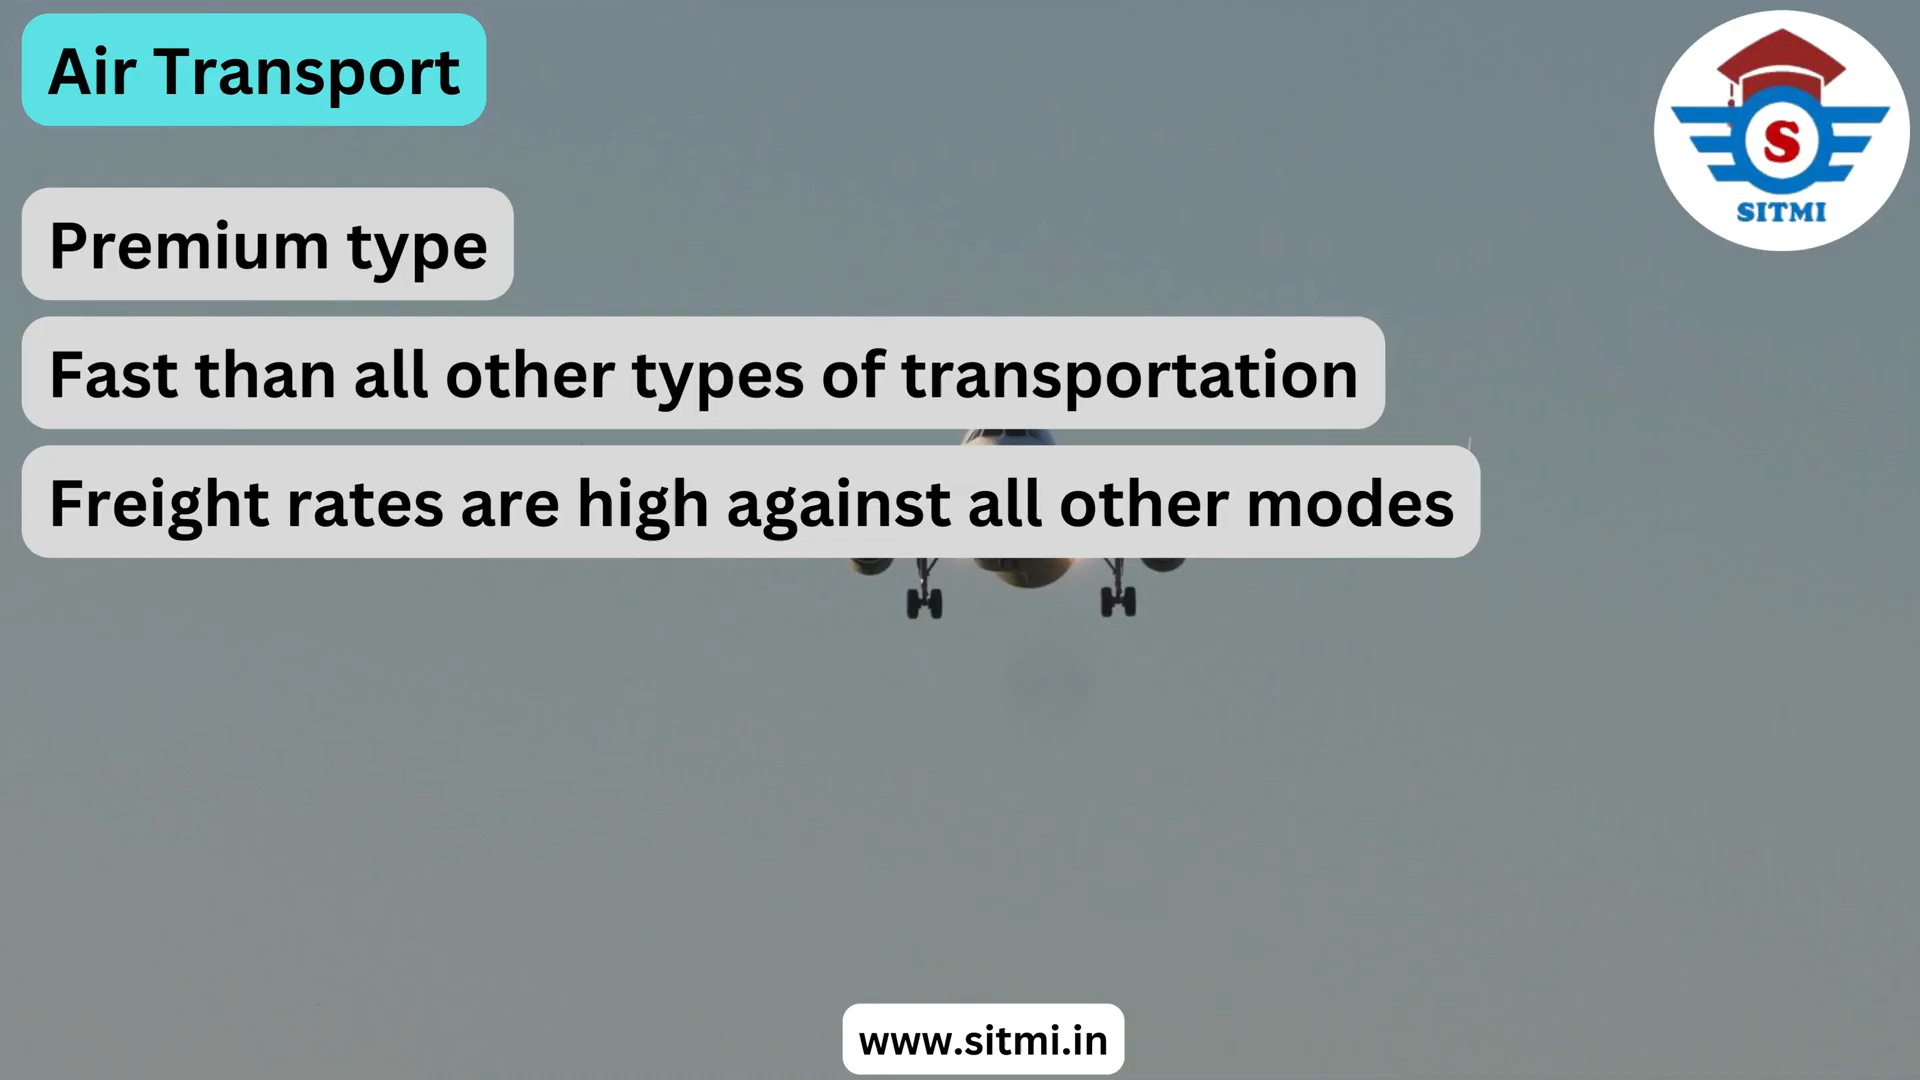 Air Transport
S
SITMI
Premium type
Fast than all other types of transportation
Freight rates are high against all other modes
www.sitmi.in